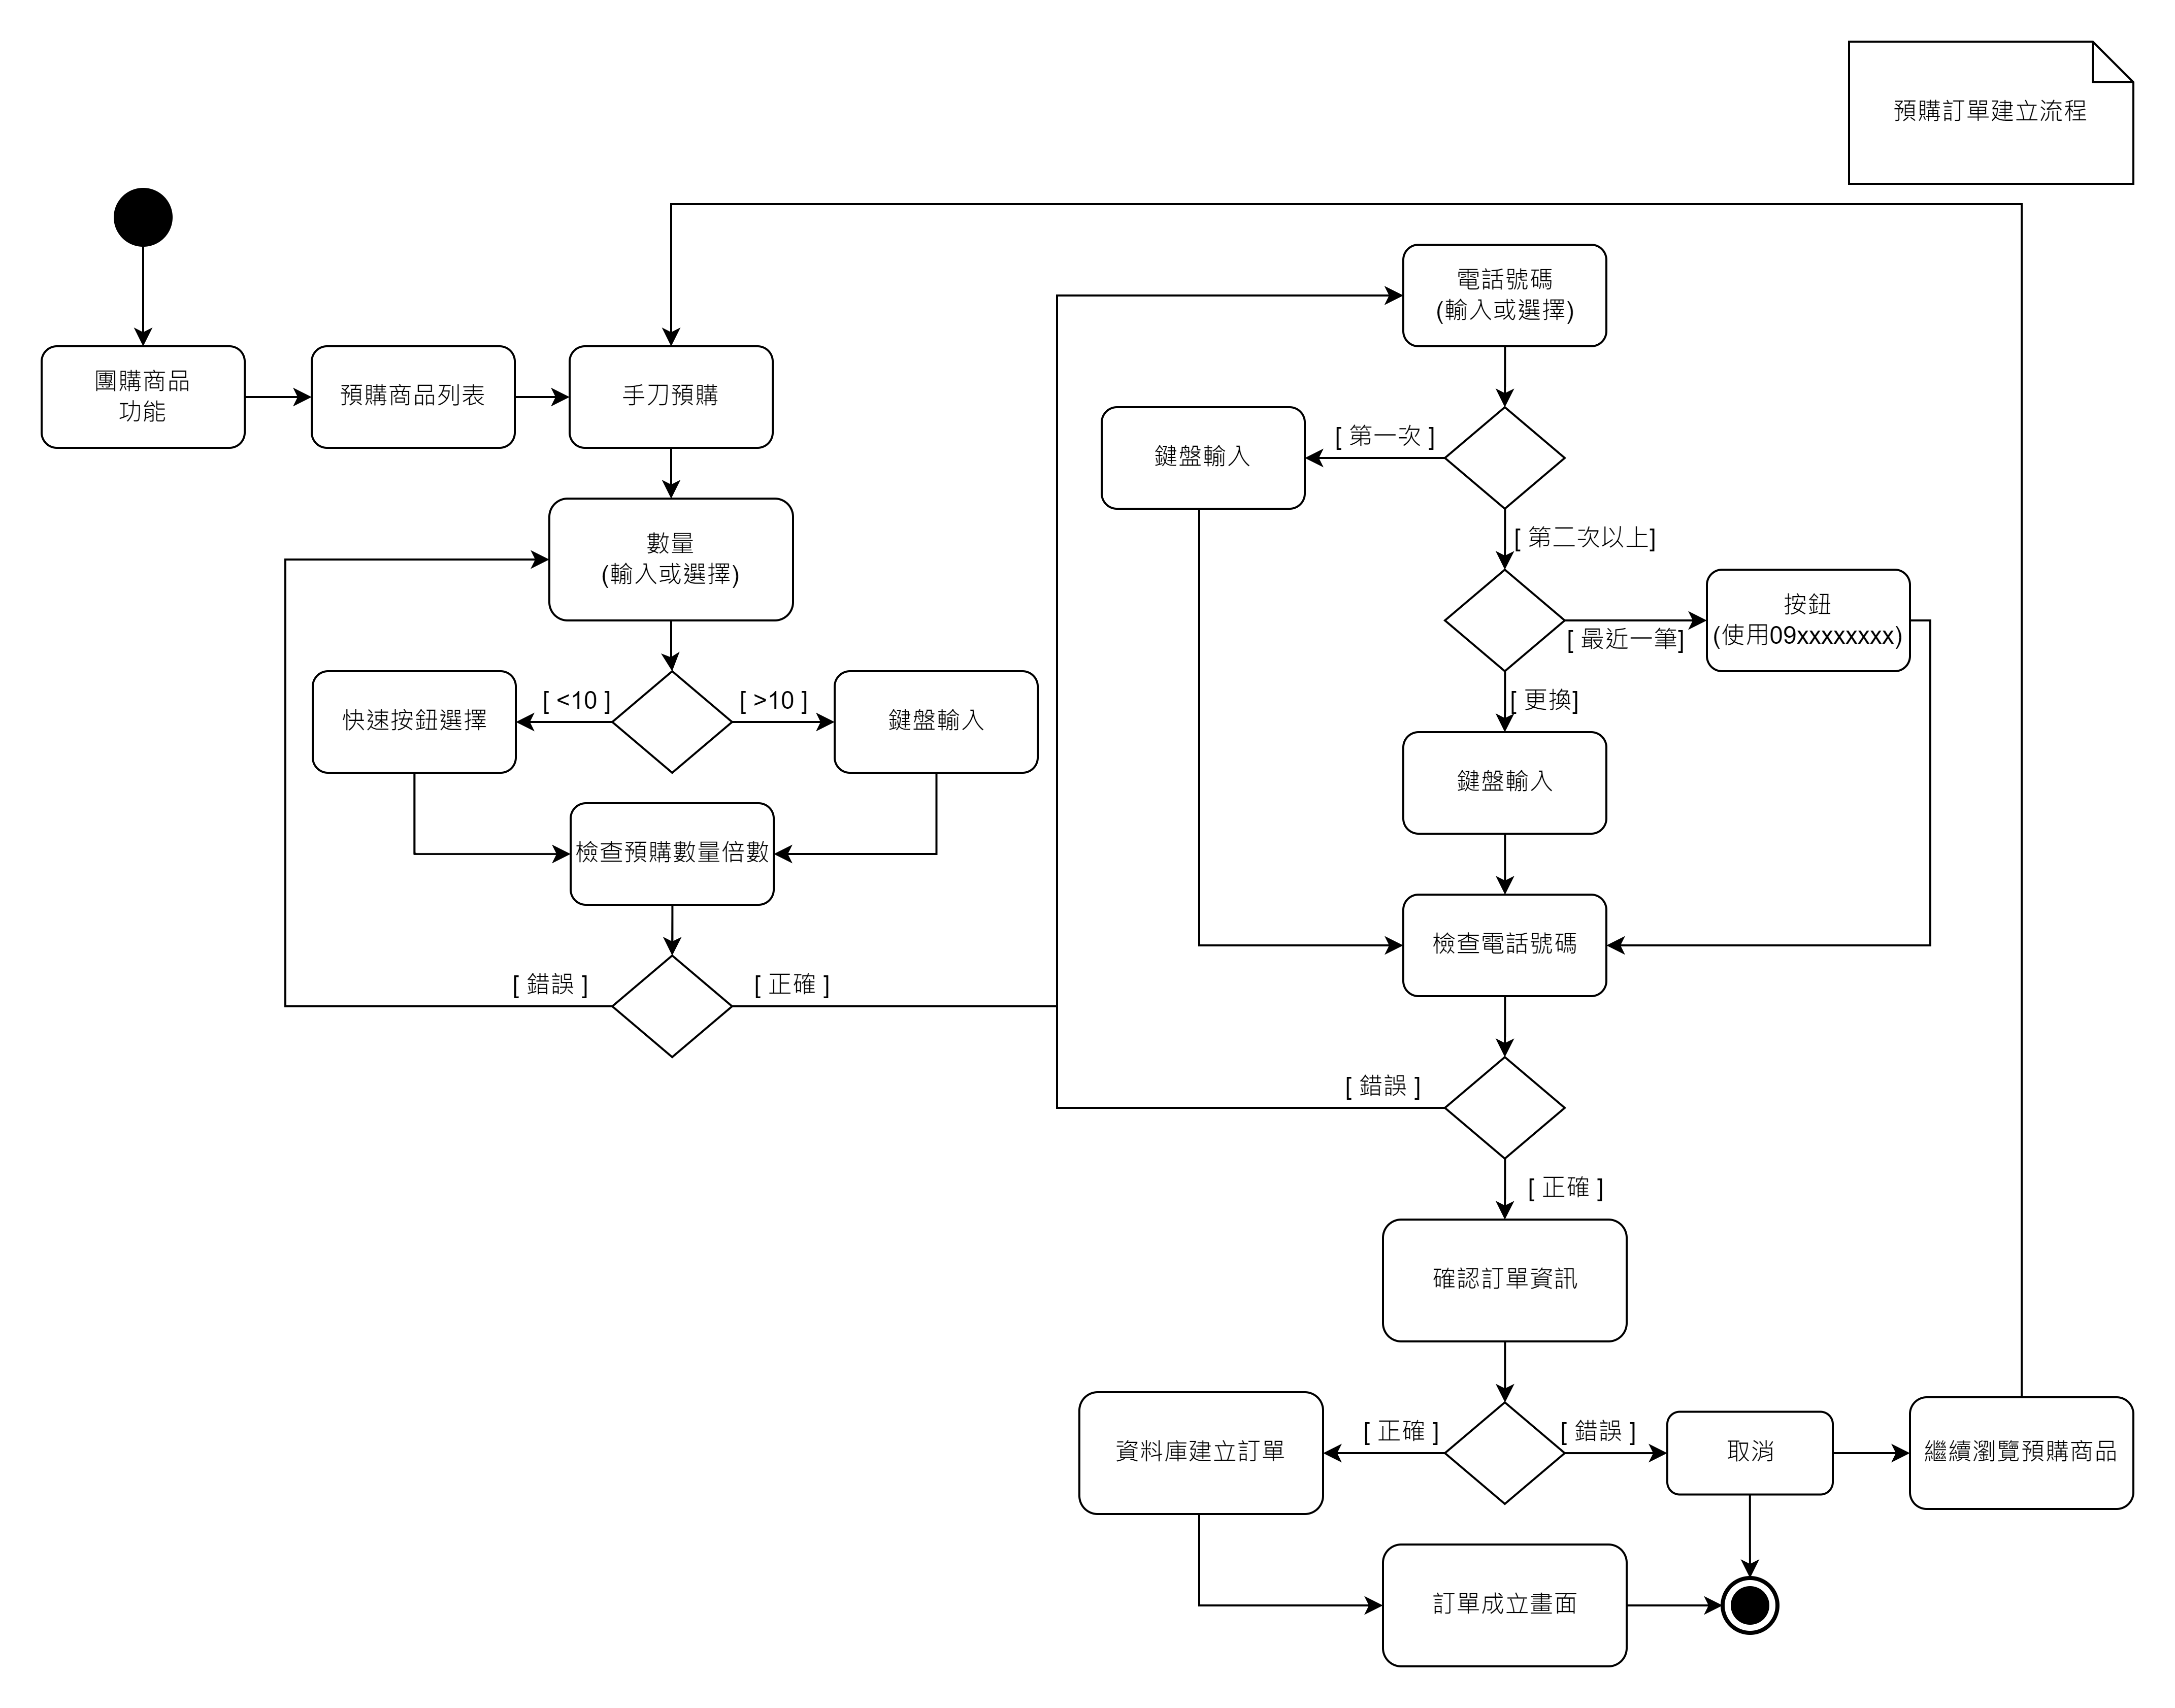 預購訂單建立流程
團購商品
功能
預購商品列表
手刀預購
數量
(輸入或選擇)
[ <10 ]
[ >10 ]
快速按鈕選擇
鍵盤輸入
檢查預購數量倍數
[ 錯誤 ]
[ 正確 ]
電話號碼
(輸入或選擇)
[ 第一次 ]
鍵盤輸入
[ 第二次以上]
[ 最近一筆]
按鈕
(使用09xxxxxxxx)
[ 更換]
鍵盤輸入
檢查電話號碼
[ 錯誤 ]
[ 正確 ]
確認訂單資訊
[ 正確 ]
[ 錯誤 ]
資料庫建立訂單
取消
繼續瀏覽預購商品
訂單成立畫面